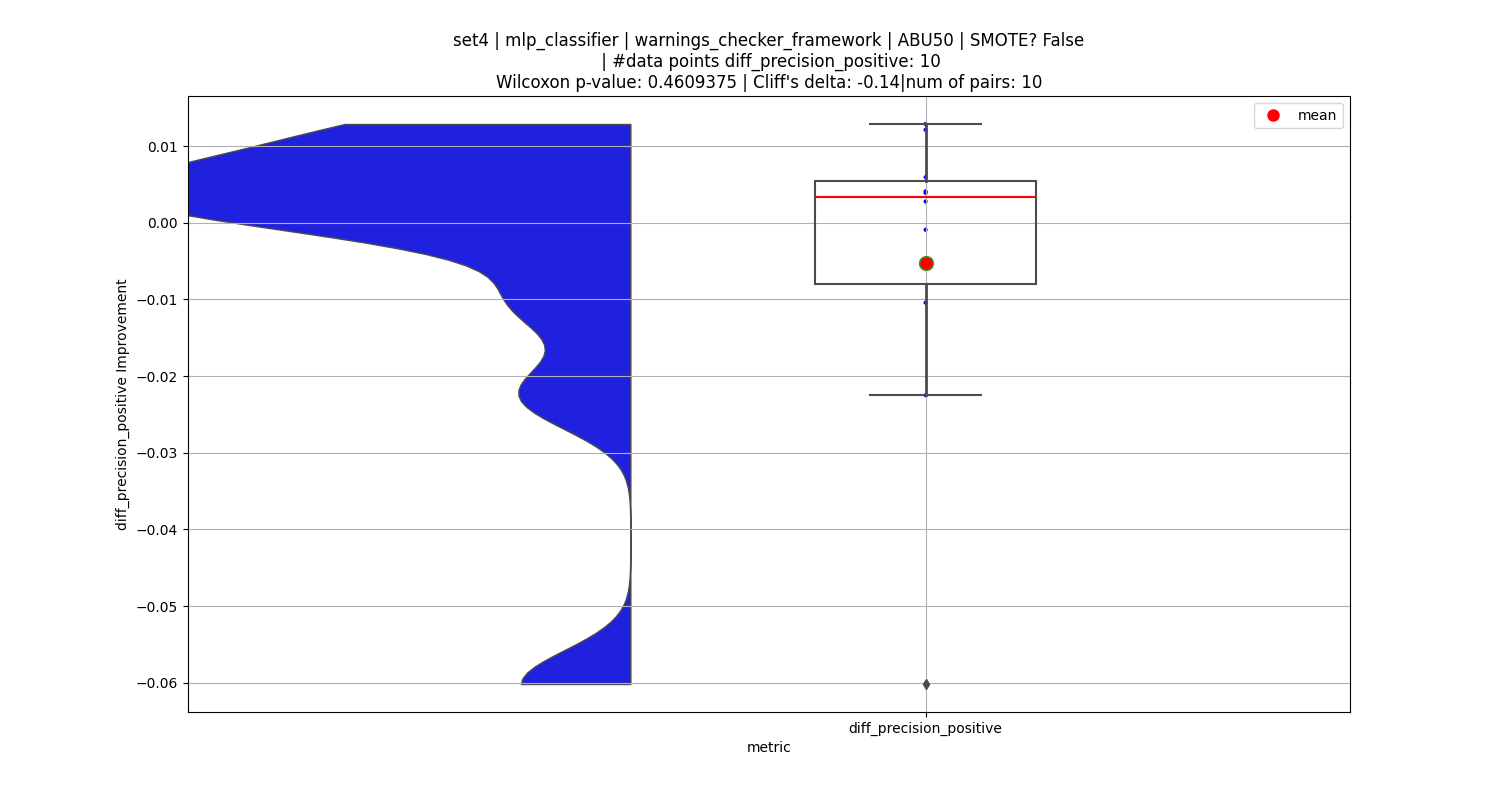 set4 | mlp_classifier | warnings_checker_framework | ABU50 | SMOTE? False
| #data points diff_precision_positive: 10
Wilcoxon p-value: 0.4609375 | Cliff's delta: -0.14|num of pairs: 10
mean
0.01
0.00
−0.01
−0.02
−0.03
−0.04
−0.05
−0.06
diff_precision_positive Improvement
diff_precision_positive
metric